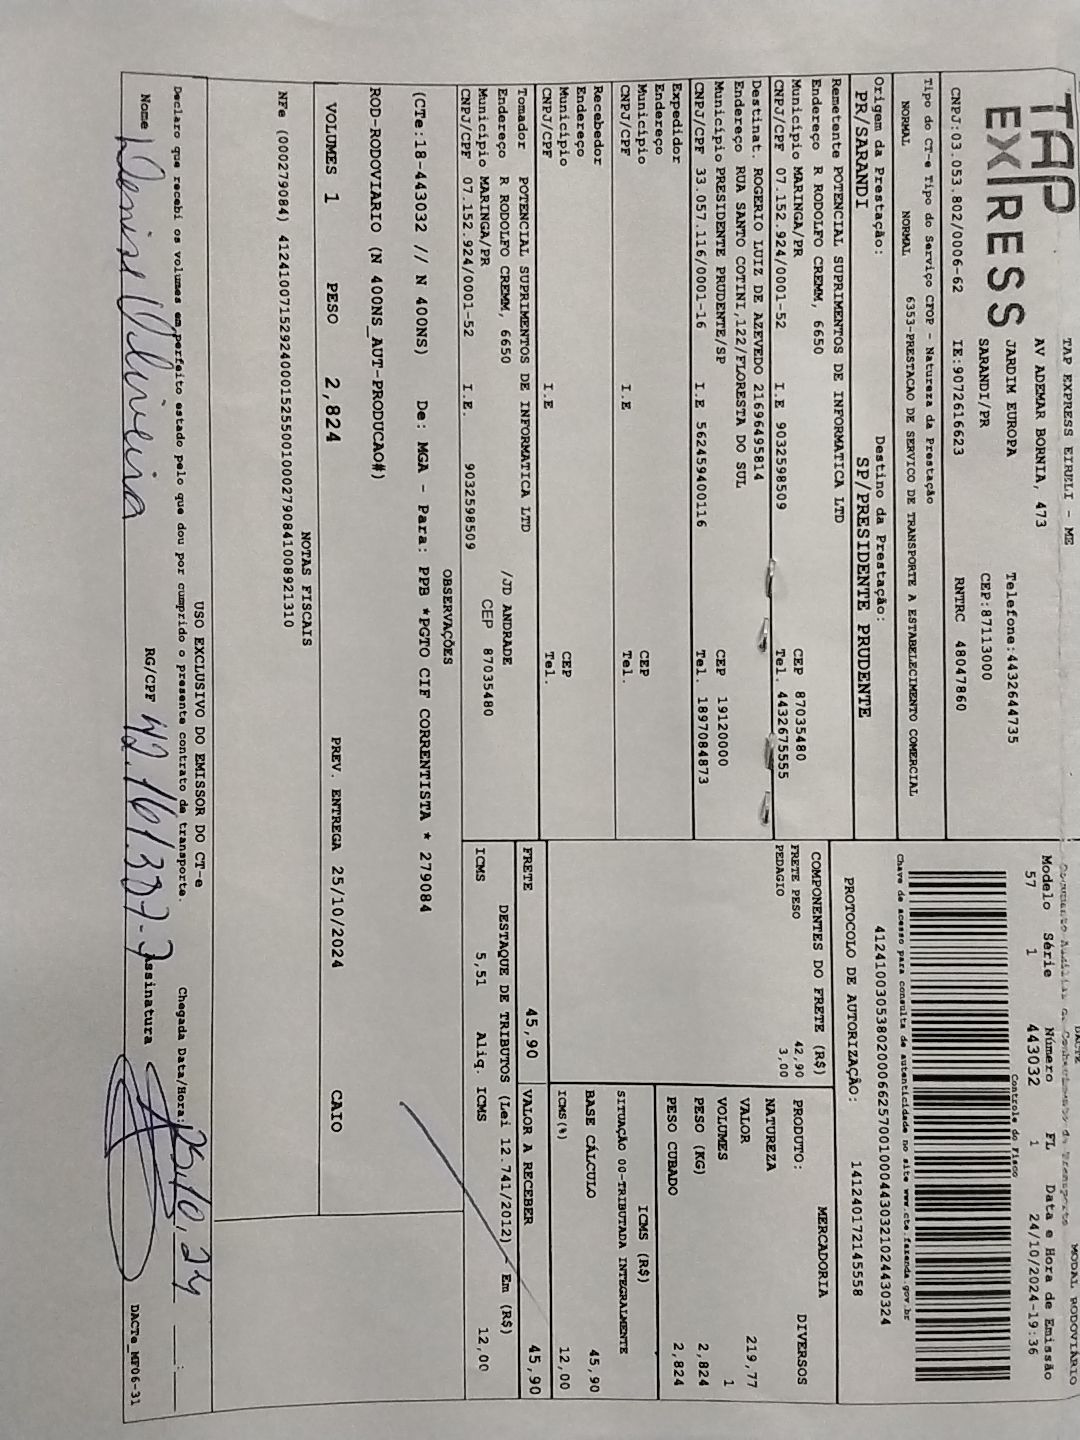 TAP EXPRESS
TAP EXPRESS EIRELI - ME
AV ADEMAR BORNIA, 473
JARDIM EUROPA Telefone:4432644735
SARANDI/PR CEP:87113000
CNPJ:03.053.802/0006-62 IE:9072616623 RNTRC 48047860
Tipo do CT-e Tipo do Serviço CFOP - Natureza da Prestação
NORMAL NORMAL 6353-PRESTACAO DE SERVICO DE TRANSPORTE A ESTABELECIMENTO COMERCIAL
Origem da Prestação: Destino da Prestação:
PR/SARANDI SP/PRESIDENTE PRUDENTE
DACTE MODAL RODOVIÁRIO
Documento Auxiliar do Conhecimento de Transporte
Modelo Série Número FL Data e Hora de Emissão
57 1 443032 1 24/10/2024-19:36
Controle do Fisco
Chave de acesso para consulta de autenticidade no site www.cte.fazenda.gov.br
41241003053802000662570010004430321024430324
PROTOCOLO DE AUTORIZAÇÃO: 141240172145558
Remetente POTENCIAL SUPRIMENTOS DE INFORMATICA LTD
Endereço R RODOLFO CREMM, 6650
Município MARINGA/PR CEP 87035480
CNPJ/CPF 07.152.924/0001-52 I.E 9032598509 Tel. 4432675555
Destinat. ROGERIO LUIZ DE AZEVEDO 21696495814
Endereço RUA SANTO COTINI,122/FLORESTA DO SUL
Município PRESIDENTE PRUDENTE/SP CEP 19120000
CNPJ/CPF 33.057.116/0001-16 I.E 562459400116 Tel. 1897084873
Expedidor
Endereço
Município CEP
CNPJ/CPF I.E Tel.
Recebedor
Endereço
Município CEP
CNPJ/CPF I.E Tel.
Tomador POTENCIAL SUPRIMENTOS DE INFORMATICA LTD
Endereço R RODOLFO CREMM, 6650 /JD ANDRADE
Município MARINGA/PR CEP 87035480
CNPJ/CPF 07.152.924/0001-52 I.E. 9032598509
COMPONENTES DO FRETE (R$)
FRETE PESO 42,90
PEDAGIO 3,00
MERCADORIA
PRODUTO: DIVERSOS
NATUREZA
VALOR 219,77
VOLUMES 1
PESO (KG) 2,824
PESO CUBADO 2,824
ICMS (R$)
SITUAÇÃO 00-TRIBUTADA INTEGRALMENTE
BASE CÁLCULO 45,90
ICMS(%) 12,00
FRETE 45,90 VALOR A RECEBER 45,90
DESTAQUE DE TRIBUTOS (Lei 12.741/2012) - Em (R$)
ICMS 5,51 Aliq. ICMS 12,00
OBSERVAÇÕES
(CTe:18-443032 // N 400NS) De: MGA - Para: PPB *PGTO CIF CORRENTISTA * 279084
ROD-RODOVIARIO (N 400NS_AUT-PRODUCAO#)
VOLUMES 1 PESO 2,824 PREV. ENTREGA 25/10/2024 CAIO
NOTAS FISCAIS
NFe (000279084) 41241007152924000152550010002790841008921310
USO EXCLUSIVO DO EMISSOR DO CT-e
Declaro que recebi os volumes em perfeito estado pelo que dou por cumprido o presente contrato de transporte. Chegada Data/Hora: 25.10.24 __:__
Nome Denise Oliveira RG/CPF 42.161.307-7 Assinatura DACTe_MF06-31